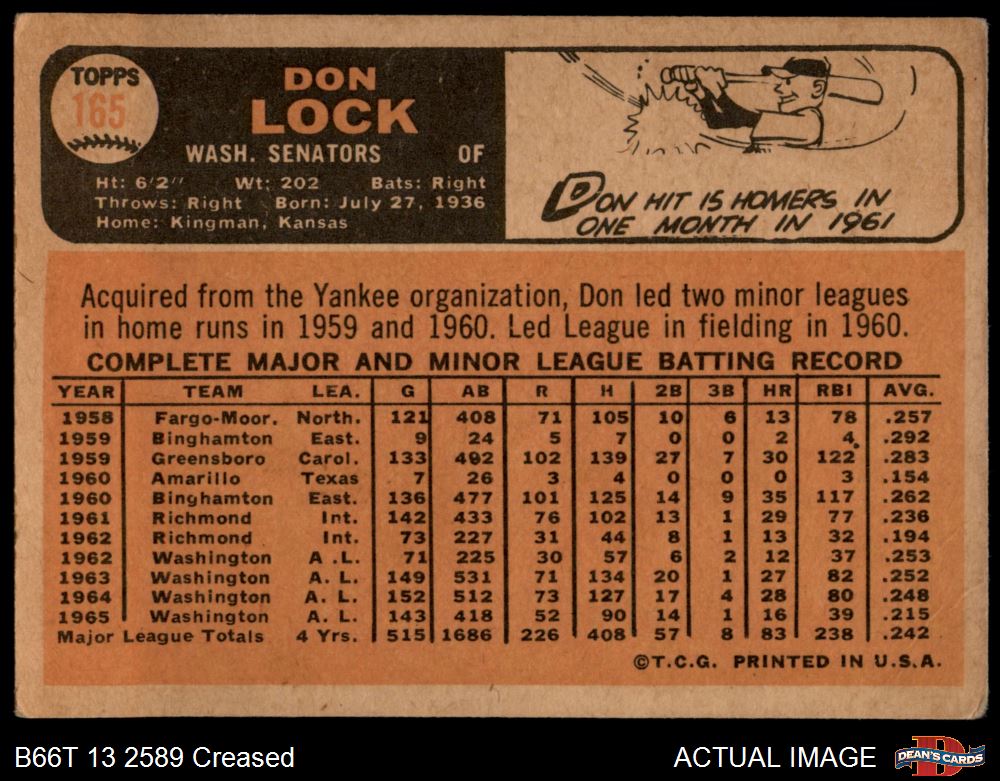 TOPPS
165
DON
LOCK
WASH. SENATORS OF
Ht: 6'2" Wt: 202 Bats: Right
Throws: Right Born: July 27, 1936
Home: Kingman, Kansas
DON HIT 15 HOMERS IN
ONE MONTH IN 1961
Acquired from the Yankee organization, Don led two minor leagues
in home runs in 1959 and 1960. Led League in fielding in 1960.
COMPLETE MAJOR AND MINOR LEAGUE BATTING RECORD
YEAR TEAM LEA. G AB R H 2B 3B HR RBI AVG.
1958 Fargo-Moor. North. 121 408 71 105 10 6 13 78 .257
1959 Binghamton East. 9 24 5 7 0 0 2 4 .292
1959 Greensboro Carol. 133 492 102 139 27 7 30 122 .283
1960 Amarillo Texas 7 26 3 4 0 0 0 3 .154
1960 Binghamton East. 136 477 101 125 14 9 35 117 .262
1961 Richmond Int. 142 433 76 102 13 1 29 77 .236
1962 Richmond Int. 73 227 31 44 8 1 13 32 .194
1962 Washington A .L. 71 225 30 57 6 2 12 37 .253
1963 Washington A. L. 149 531 71 134 20 1 27 82 .252
1964 Washington A. L. 152 512 73 127 17 4 28 80 .248
1965 Washington A. L. 143 418 52 90 14 1 16 39 .215
Major League Totals 4 Yrs. 515 1686 226 408 57 8 83 238 .242
©T.C.G. PRINTED IN U.S.A.
B66T 13 2589 Creased
ACTUAL IMAGE
D
DEAN'S CARDS